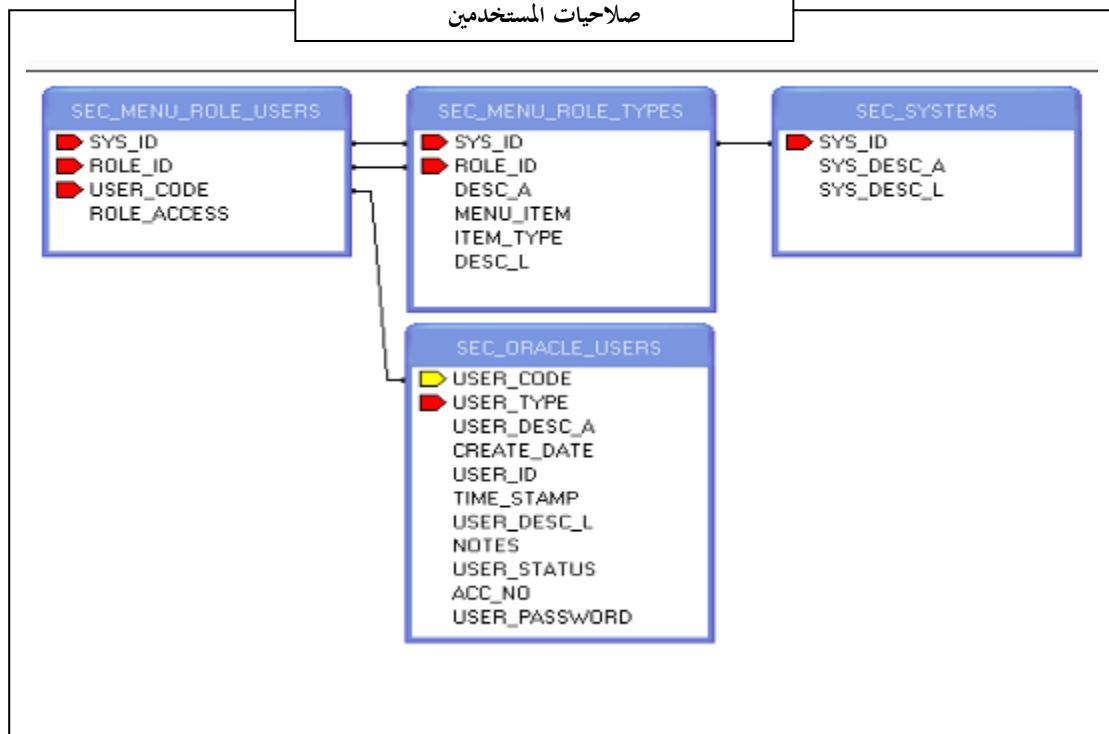 صلاحيات المستخدمين
SEC_MENU_ROLE_USERS
SYS_ID
ROLE_ID
USER_CODE
ROLE_ACCESS
SEC_MENU_ROLE_TYPES
SYS_ID
ROLE_ID
DESC_A
MENU_ITEM
ITEM_TYPE
DESC_L
SEC_SYSTEMS
SYS_ID
SYS_DESC_A
SYS_DESC_L
SEC_ORACLE_USERS
USER_CODE
USER_TYPE
USER_DESC_A
CREATE_DATE
USER_ID
TIME_STAMP
USER_DESC_L
NOTES
USER_STATUS
ACC_NO
USER_PASSWORD